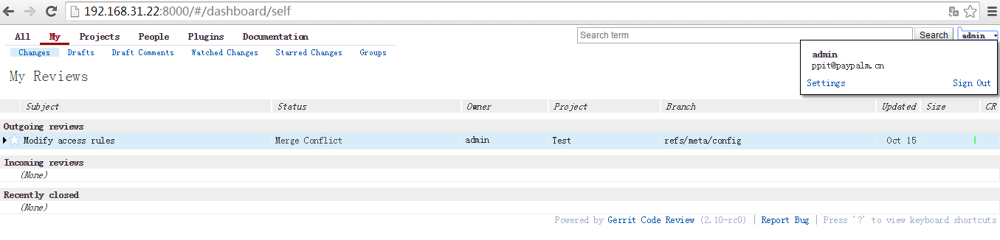 192.168.31.22:8000/#/dashboard/self
All My Projects People Plugins Documentation Search term Search admin
Changes Drafts Draft Comments Watched Changes Starred Changes Groups
admin
ppit@paypalm.cn
Settings Sign Out
My Reviews
Subject Status Owner Project Branch Updated Size CR
Outgoing reviews
Modify access rules Merge Conflict admin Test refs/meta/config Oct 15
Incoming reviews
(None)
Recently closed
(None)
Powered by Gerrit Code Review (2.10-rc0) | Report Bug | Press '?' to view keyboard shortcuts